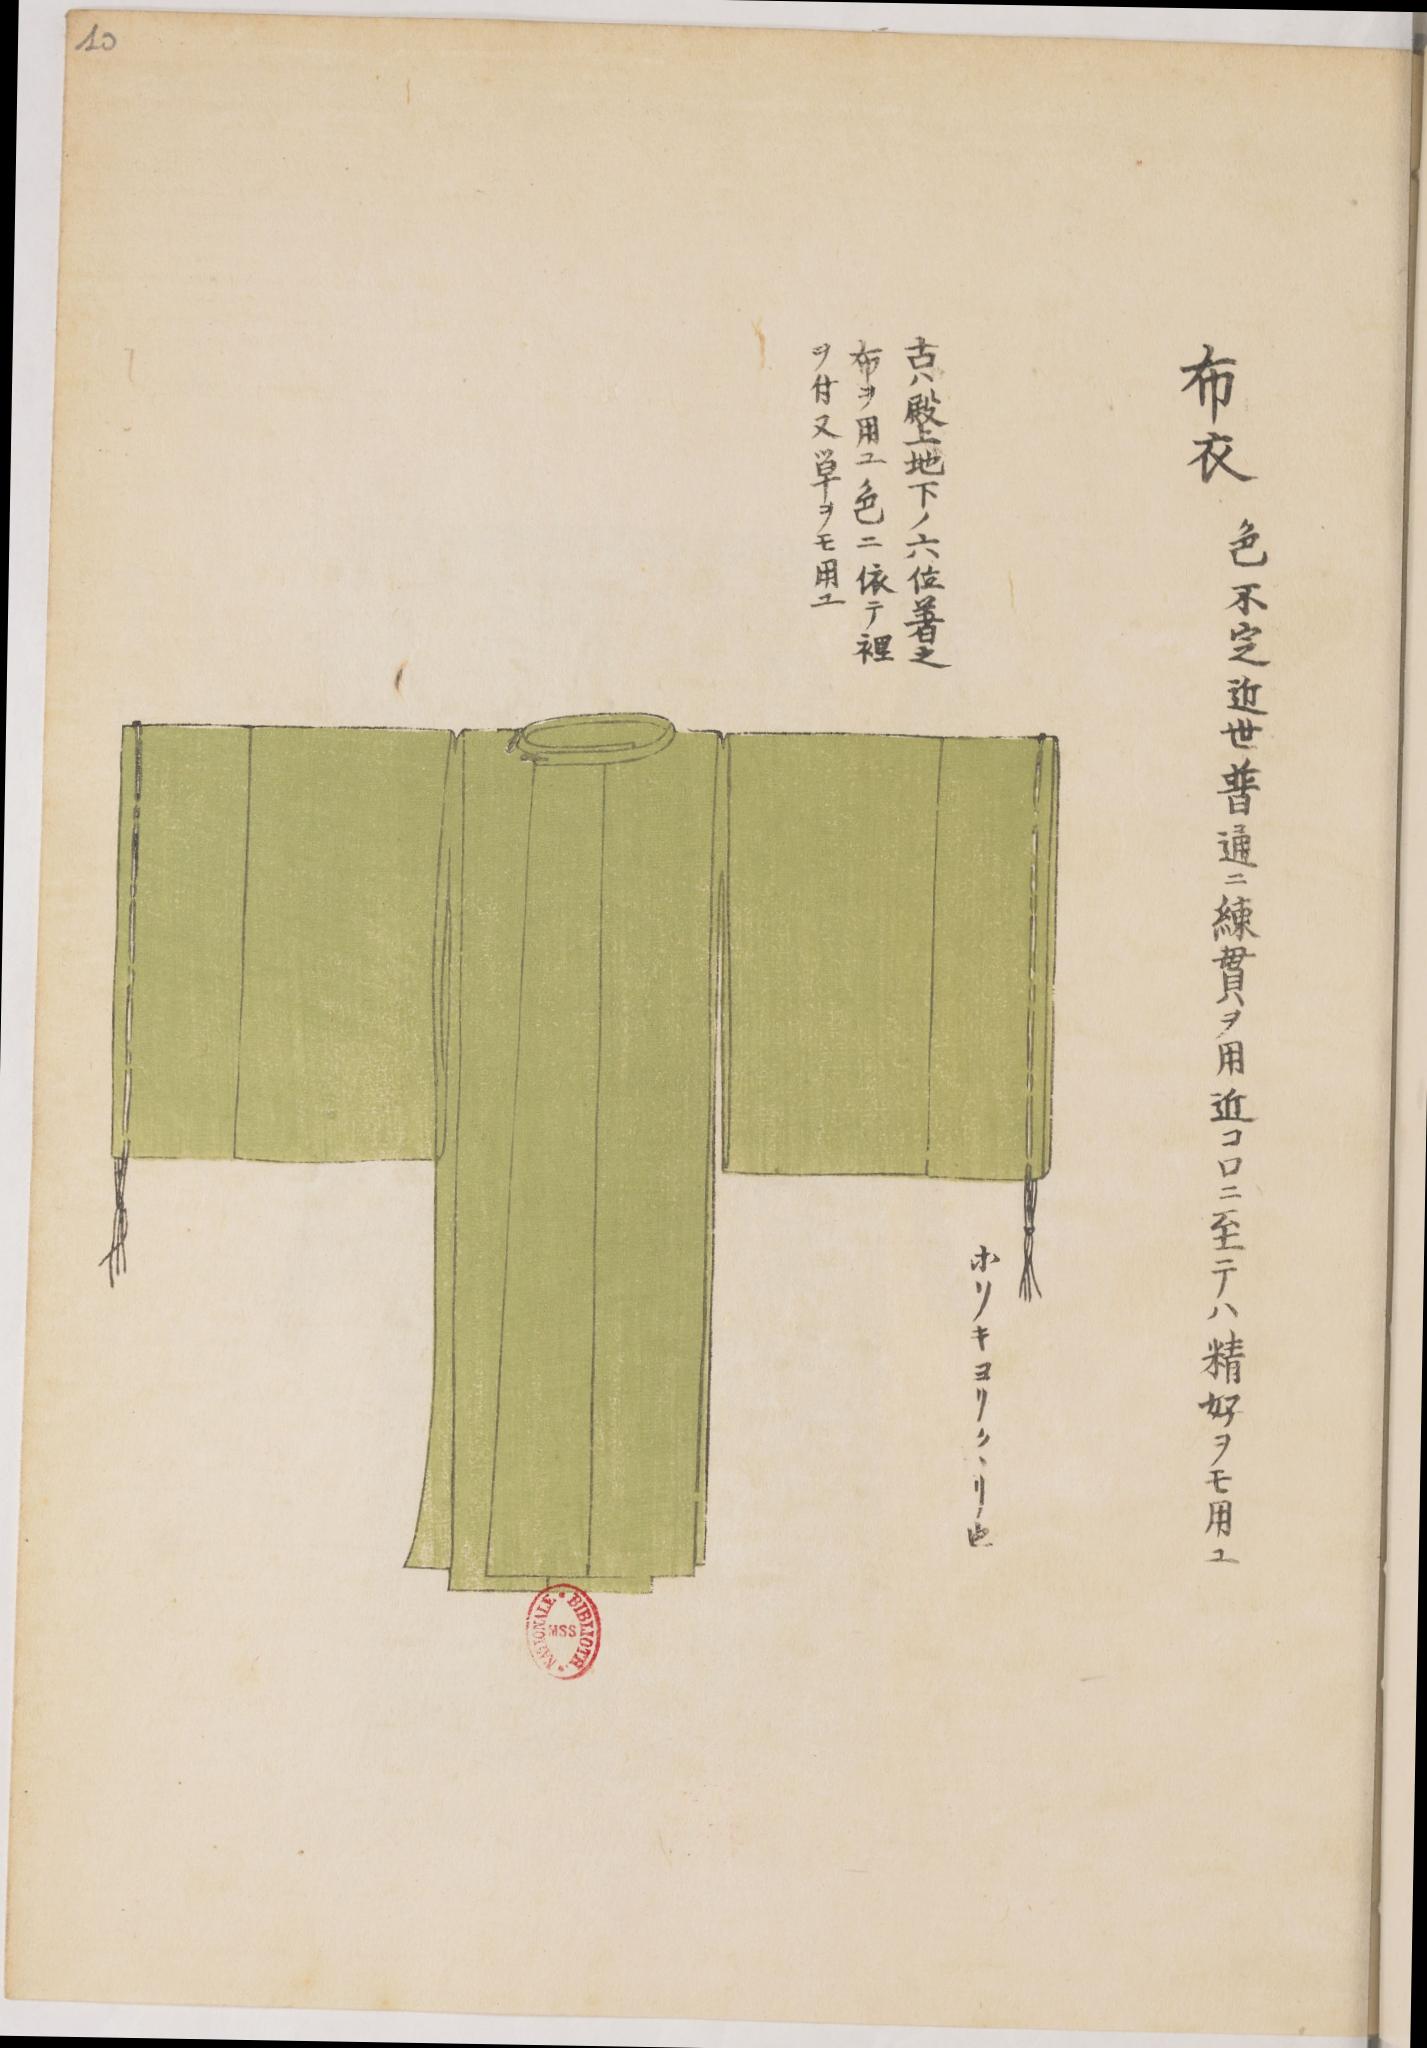 布衣 色不定近世普通ニ練貫ヲ用近コロニ至テハ精好ヲモ用ユ
古ハ殿上地下ノ六位著之
布ヲ用ユ色ニ依テ裡
ヲ付又単ヲモ用ユ
ホソキヨリクヽリ也
10
BIBLIOTH. NATIONALE
MSS